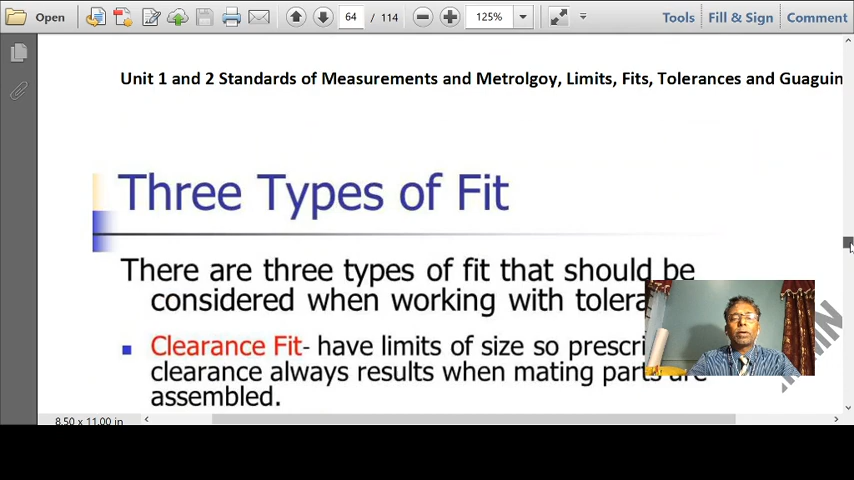 Open
64 / 114
125%
Tools
Fill & Sign
Comment
Unit 1 and 2 Standards of Measurements and Metrolgoy, Limits, Fits, Tolerances and Guaguin
Three Types of Fit
There are three types of fit that should be
considered when working with tolera
Clearance Fit- have limits of size so prescri
clearance always results when mating parts are
assembled.
8.50 x 11.00 in